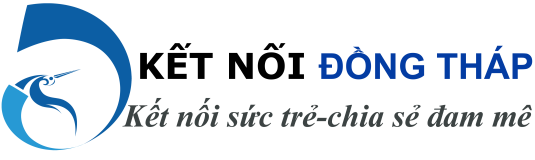 KẾT NỐI ĐỒNG THÁP
Kết nối sức trẻ-chia sẻ đam mê